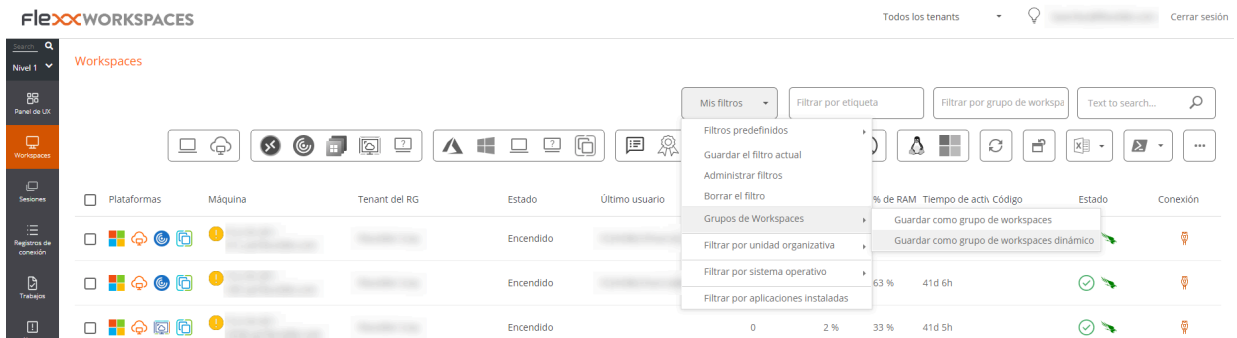 FlexxWORKSPACES
Todos los tenants
Cerrar sesión
Search
Nivel 1
Workspaces
Panel de UX
Mis filtros
Filtrar por etiqueta
Filtrar por grupo de workspa
Text to search...
Workspaces
Filtros predefinidos
Guardar el filtro actual
Administrar filtros
Borrar el filtro
Grupos de Workspaces
Guardar como grupo de workspaces
Guardar como grupo de workspaces dinámico
Filtrar por unidad organizativa
Filtrar por sistema operativo
Filtrar por aplicaciones instaladas
Sesiones
Plataformas
Máquina
Tenant del RG
Estado
Último usuario
% de RAM
Tiempo de activ
Código
Estado
Conexión
Registros de
conexión
Encendido
Encendido
63 %
41d 6h
Trabajos
Encendido
0
2 %
33 %
41d 5h